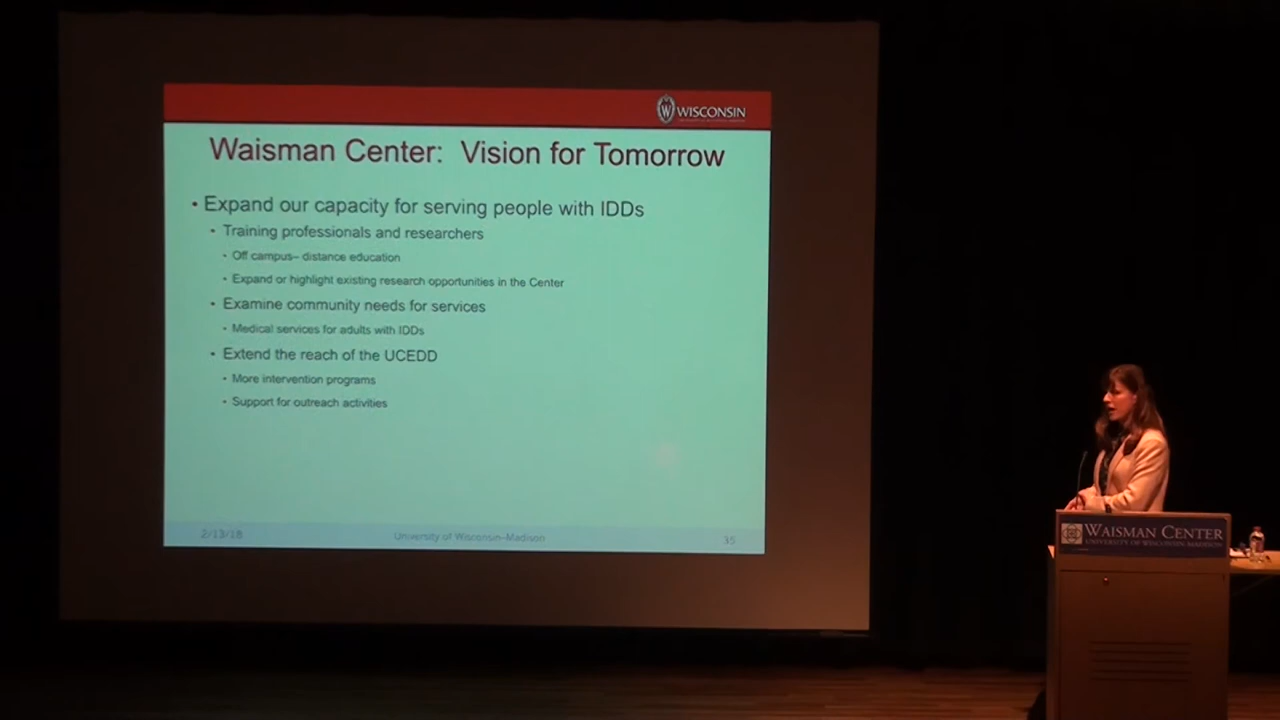 WISCONSIN
Waisman Center: Vision for Tomorrow
• Expand our capacity for serving people with IDDs
• Training professionals and researchers
• Off campus– distance education
• Expand or highlight existing research opportunities in the Center
• Examine community needs for services
• Medical services for adults with IDDs
• Extend the reach of the UCEDD
• More intervention programs
• Support for outreach activities
2/13/18 University of Wisconsin–Madison 35
WAISMAN CENTER
UNIVERSITY OF WISCONSIN-MADISON